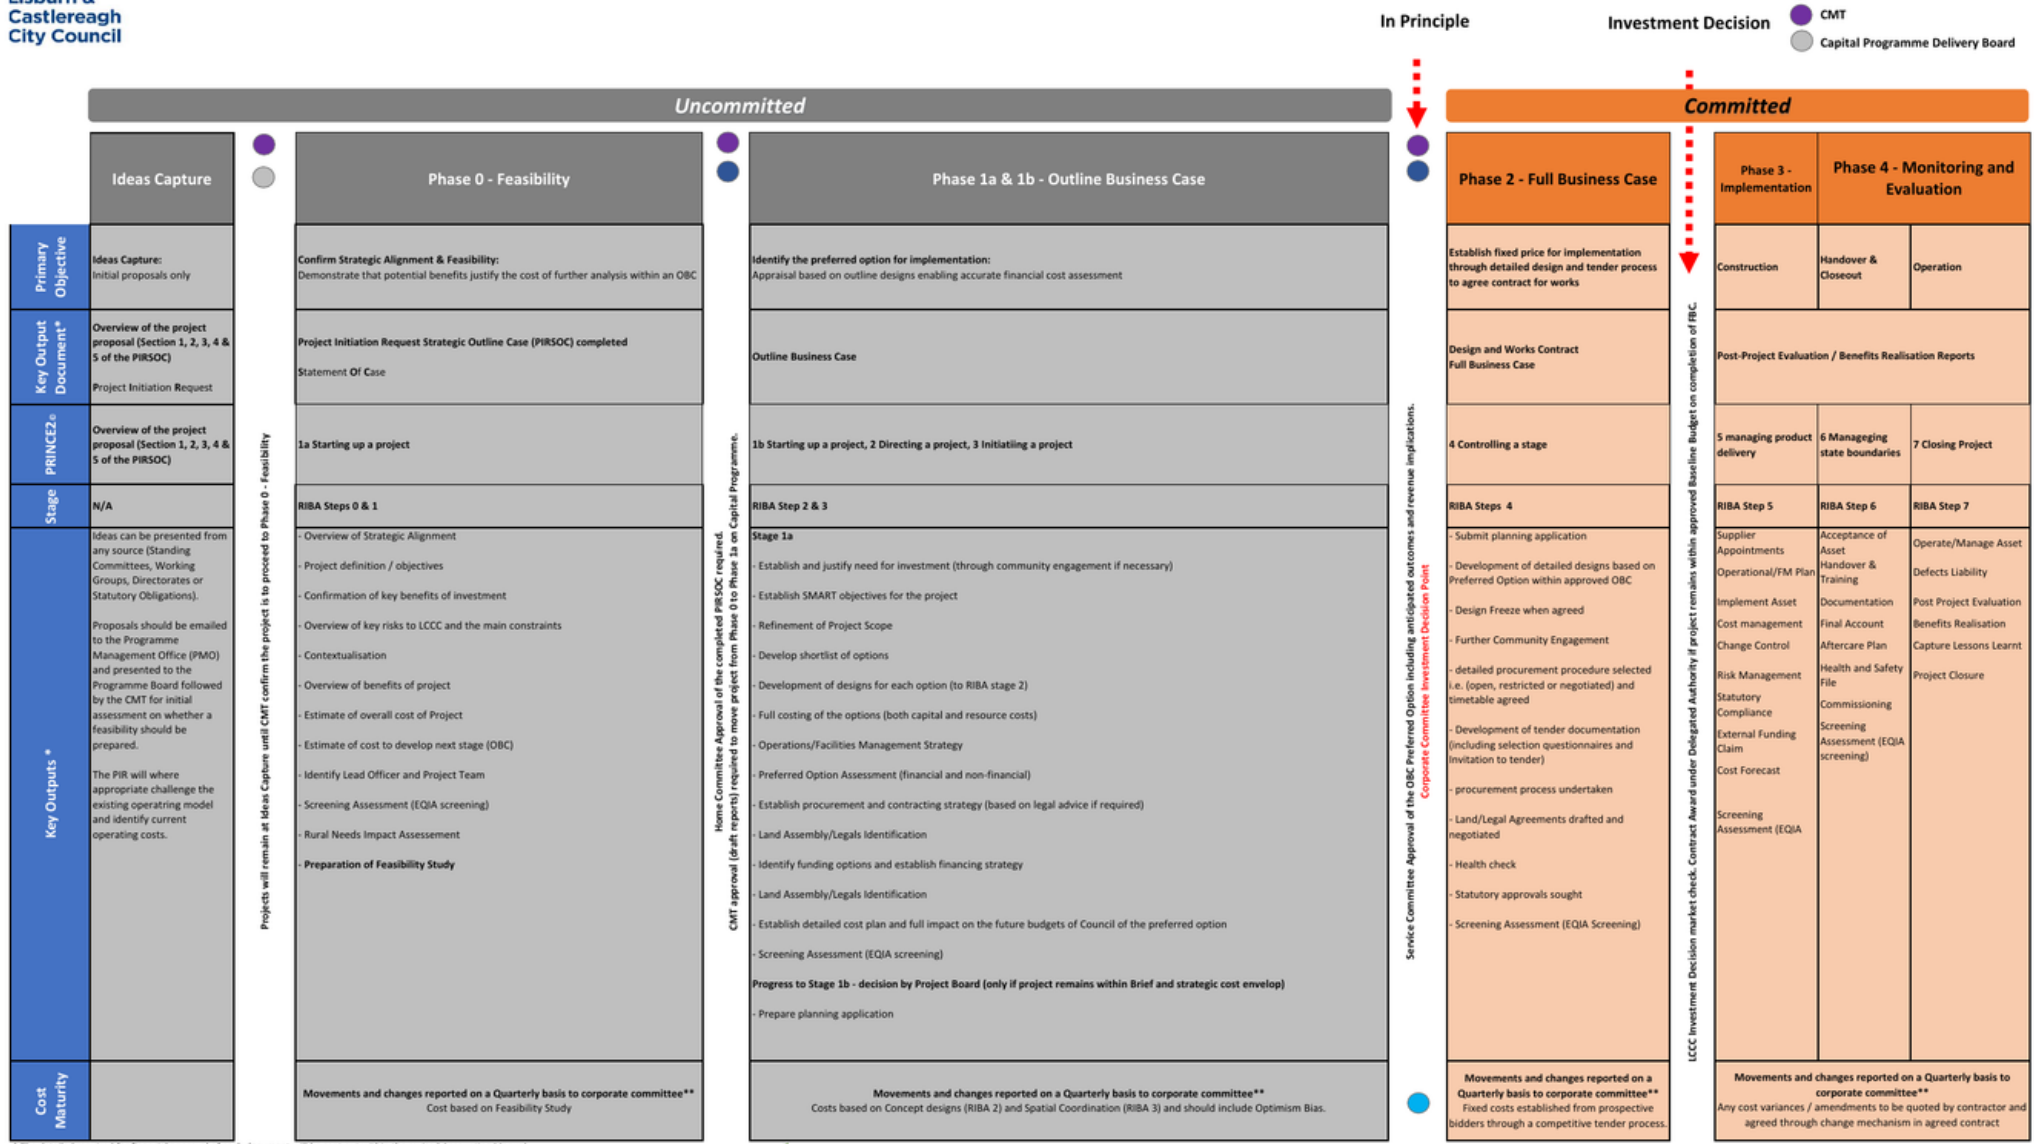 Castlereagh
City Council
In Principle
Investment Decision
CMT
Capital Programme Delivery Board
Uncommitted
Committed
Ideas Capture
Phase 0 - Feasibility
Phase 1a & 1b - Outline Business Case
Phase 2 - Full Business Case
Phase 3 -
Implementation
Phase 4 - Monitoring and
Evaluation
Primary
Objective
Ideas Capture:
Initial proposals only
Confirm Strategic Alignment & Feasibility:
Demonstrate that potential benefits justify the cost of further analysis within an OBC
Identify the preferred option for implementation:
Appraisal based on outline designs enabling accurate financial cost assessment
Establish fixed price for implementation
through detailed design and tender process
to agree contract for works
Construction
Handover &
Closeout
Operation
Key Output
Document*
Overview of the project
proposal (Section 1, 2, 3, 4 &
5 of the PIRSOC)
Project Initiation Request
Project Initiation Request Strategic Outline Case (PIRSOC) completed
Statement Of Case
Outline Business Case
Design and Works Contract
Full Business Case
Post-Project Evaluation / Benefits Realisation Reports
PRINCE2®
Overview of the project
proposal (Section 1, 2, 3, 4 &
5 of the PIRSOC)
1a Starting up a project
1b Starting up a project, 2 Directing a project, 3 Initiatiing a project
4 Controlling a stage
5 managing product
delivery
6 Manageging
state boundaries
7 Closing Project
Stage
N/A
RIBA Steps 0 & 1
RIBA Step 2 & 3
RIBA Steps 4
RIBA Step 5
RIBA Step 6
RIBA Step 7
Key Outputs *
Ideas can be presented from
any source (Standing
Committees, Working
Groups, Directorates or
Statutory Obligations).
Proposals should be emailed
to the Programme
Management Office (PMO)
and presented to the
Programme Board followed
by the CMT for initial
assessment on whether a
feasibility should be
prepared.
The PIR will where
appropriate challenge the
existing operatring model
and identify current
operating costs.
Projects will remain at Ideas Capture until CMT confirm the project is to proceed to Phase 0 - Feasibility
- Overview of Strategic Alignment
- Project definition / objectives
- Confirmation of key benefits of investment
- Overview of key risks to LCCC and the main constraints
- Contextualisation
- Overview of benefits of project
- Estimate of overall cost of Project
- Estimate of cost to develop next stage (OBC)
- Identify Lead Officer and Project Team
- Screening Assessment (EQIA screening)
- Rural Needs Impact Assessement
- Preparation of Feasibility Study
Home Committee Approval of the completed PIRSOC required.
CMT approval (draft reports) required to move project from Phase 0 to Phase 1a on Capital Programme.
Stage 1a
- Establish and justify need for investment (through community engagement if necessary)
- Establish SMART objectives for the project
- Refinement of Project Scope
- Develop shortlist of options
- Development of designs for each option (to RIBA stage 2)
- Full costing of the options (both capital and resource costs)
- Operations/Facilities Management Strategy
- Preferred Option Assessment (financial and non-financial)
- Establish procurement and contracting strategy (based on legal advice if required)
- Land Assembly/Legals Identification
- Identify funding options and establish financing strategy
- Land Assembly/Legals Identification
- Establish detailed cost plan and full impact on the future budgets of Council of the preferred option
- Screening Assessment (EQIA screening)
Progress to Stage 1b - decision by Project Board (only if project remains within Brief and strategic cost envelop)
- Prepare planning application
Service Committee Approval of the OBC Preferred Option including anticipated outcomes and revenue implications.
Corporate Committee Investment Decision Point
- Submit planning application
- Development of detailed designs based on
Preferred Option within approved OBC
- Design Freeze when agreed
- Further Community Engagement
- detailed procurement procedure selected
i.e. (open, restricted or negotiated) and
timetable agreed
- Development of tender documentation
(including selection questionnaires and
Invitation to tender)
- procurement process undertaken
- Land/Legal Agreements drafted and
negotiated
- Health check
- Statutory approvals sought
- Screening Assessment (EQIA Screening)
LCCC Investment Decision market check. Contract Award under Delegated Authority if project remains within approved Baseline Budget on completion of FBC.
Supplier
Appointments
Operational/FM Plan
Implement Asset
Cost management
Change Control
Risk Management
Statutory
Compliance
External Funding
Claim
Cost Forecast
Screening
Assessment (EQIA
Acceptance of
Asset
Handover &
Training
Documentation
Final Account
Aftercare Plan
Health and Safety
File
Commissioning
Screening
Assessment (EQIA
screening)
Operate/Manage Asset
Defects Liability
Post Project Evaluation
Benefits Realisation
Capture Lessons Learnt
Project Closure
Cost
Maturity
Movements and changes reported on a Quarterly basis to corporate committee**
Cost based on Feasibility Study
Movements and changes reported on a Quarterly basis to corporate committee**
Costs based on Concept designs (RIBA 2) and Spatial Coordination (RIBA 3) and should include Optimism Bias.
Movements and changes reported on a
Quarterly basis to corporate committee**
Fixed costs established from prospective
bidders through a competitive tender process.
Movements and changes reported on a Quarterly basis to
corporate committee**
Any cost variances / amendments to be quoted by contractor and
agreed through change mechanism in agreed contract